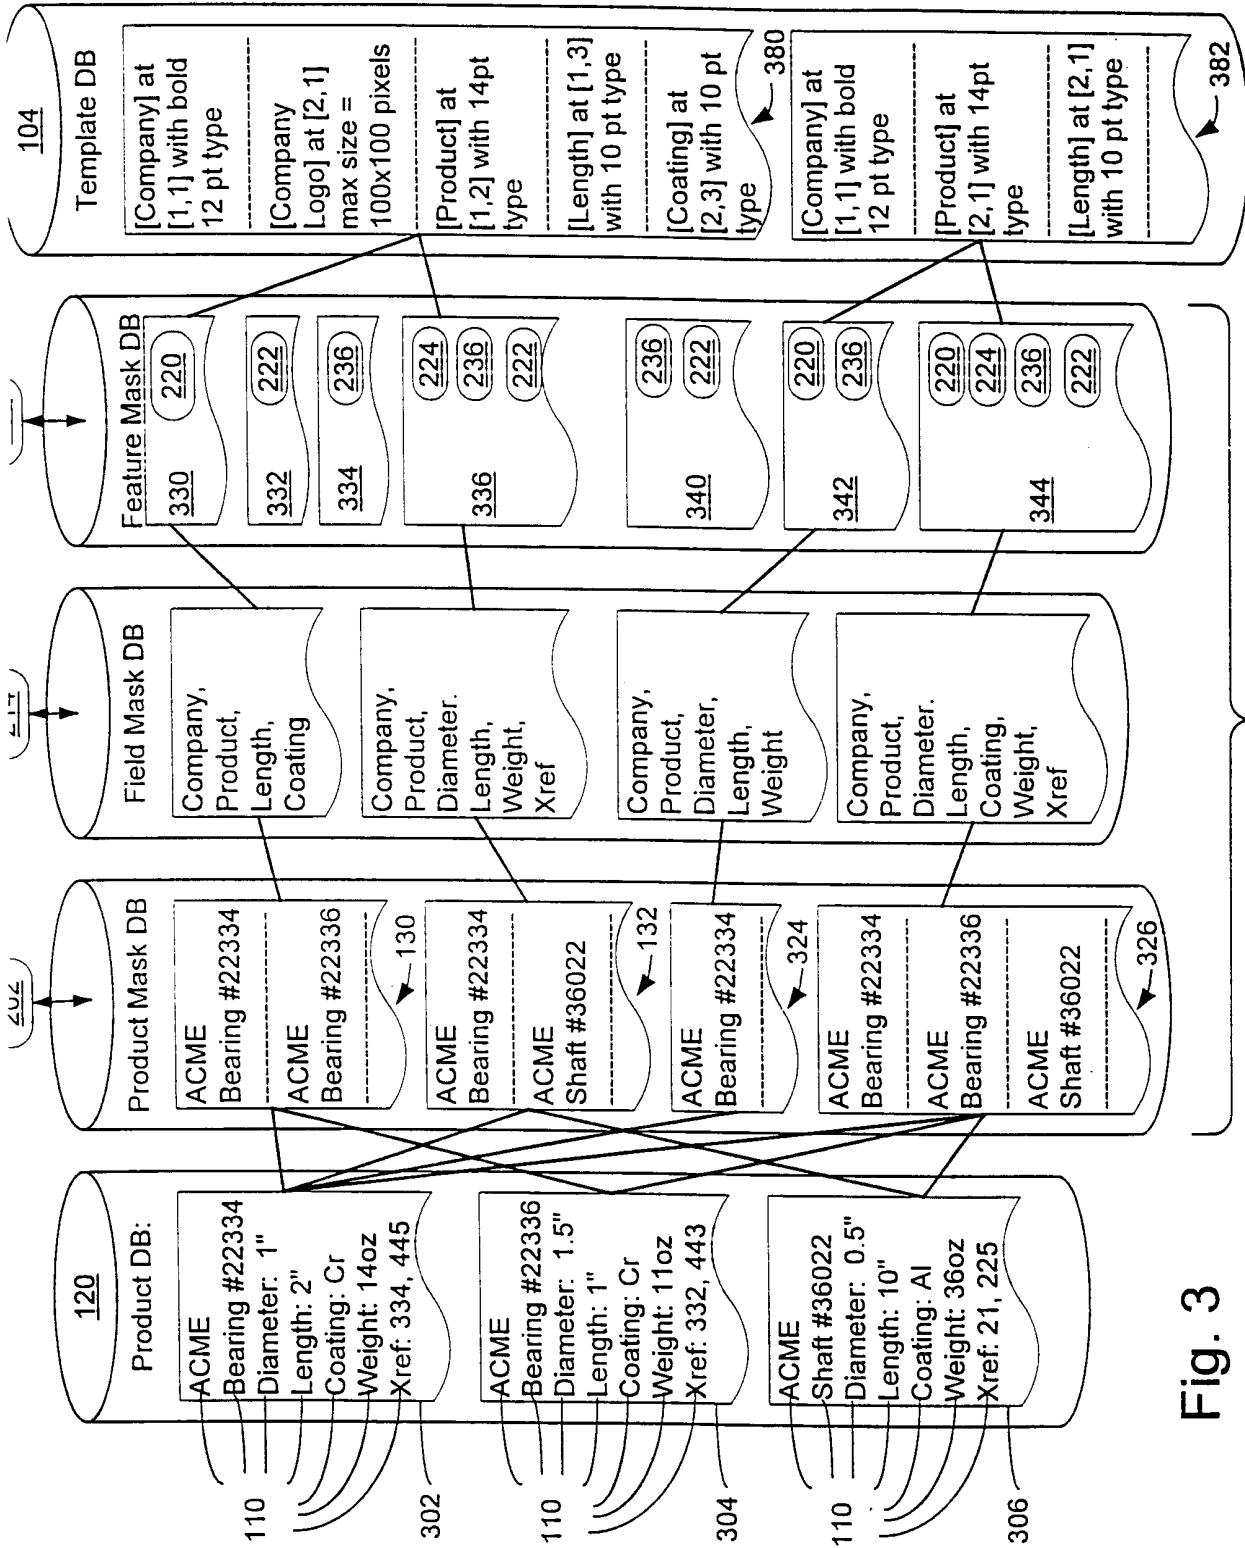 120
Product DB:
ACME
Bearing #22334
Diameter: 1"
Length: 2"
Coating: Cr
Weight: 14oz
Xref: 334, 445
110
302
ACME
Bearing #22336
Diameter: 1.5"
Length: 1"
Coating: Cr
Weight: 11oz
Xref: 332, 443
110
304
ACME
Shaft #36022
Diameter: 0.5"
Length: 10"
Coating: Al
Weight: 36oz
Xref: 21, 225
110
306
Product Mask DB
ACME
Bearing #22334
ACME
Bearing #22336
130
ACME
Bearing #22334
ACME
Shaft #36022
132
ACME
Bearing #22334
324
ACME
Bearing #22334
ACME
Bearing #22336
ACME
Shaft #36022
326
Field Mask DB
Company,
Product,
Length,
Coating
Company,
Product,
Diameter.
Length,
Weight,
Xref
Company,
Product,
Diameter,
Length,
Weight
Company,
Product,
Diameter.
Length,
Coating,
Weight,
Xref
Feature Mask DB
330
220
332
222
334
236
336
224
236
222
340
236
222
342
220
236
344
220
224
236
222
104
Template DB
[Company] at
[1,1] with bold
12 pt type
[Company
Logo] at [2,1]
max size =
100x100 pixels
[Product] at
[1,2] with 14pt
type
[Length] at [1,3]
with 10 pt type
[Coating] at
[2,3] with 10 pt
type
380
[Company] at
[1,1] with bold
12 pt type
[Product] at
[2,1] with 14pt
type
[Length] at [2,1]
with 10 pt type
382
Fig. 3